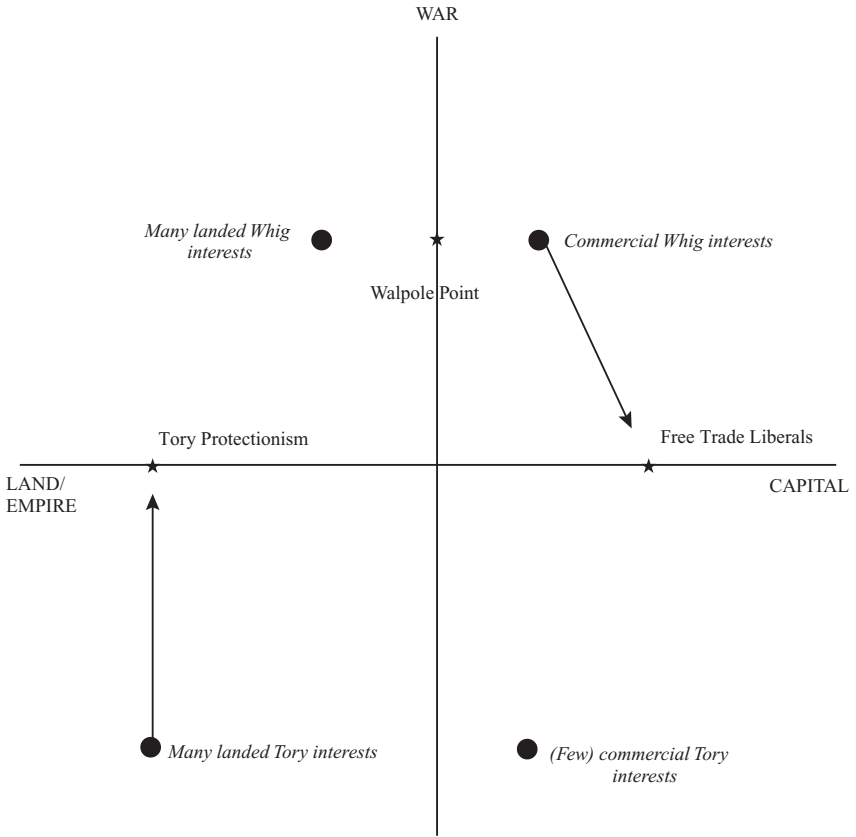 WAR
Many landed Whig
interests
Commercial Whig interests
Walpole Point
Tory Protectionism
Free Trade Liberals
LAND/
EMPIRE
CAPITAL
Many landed Tory interests
(Few) commercial Tory
interests